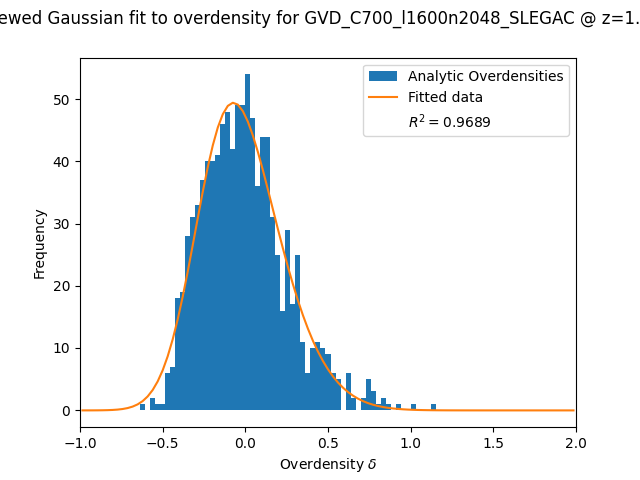 ewed Gaussian fit to overdensity for GVD_C700_l1600n2048_SLEGAC @ z=1.
Analytic Overdensities
Fitted data
R² = 0.9689
Frequency
50
40
30
20
10
0
−1.0 −0.5 0.0 0.5 1.0 1.5 2.0
Overdensity δ